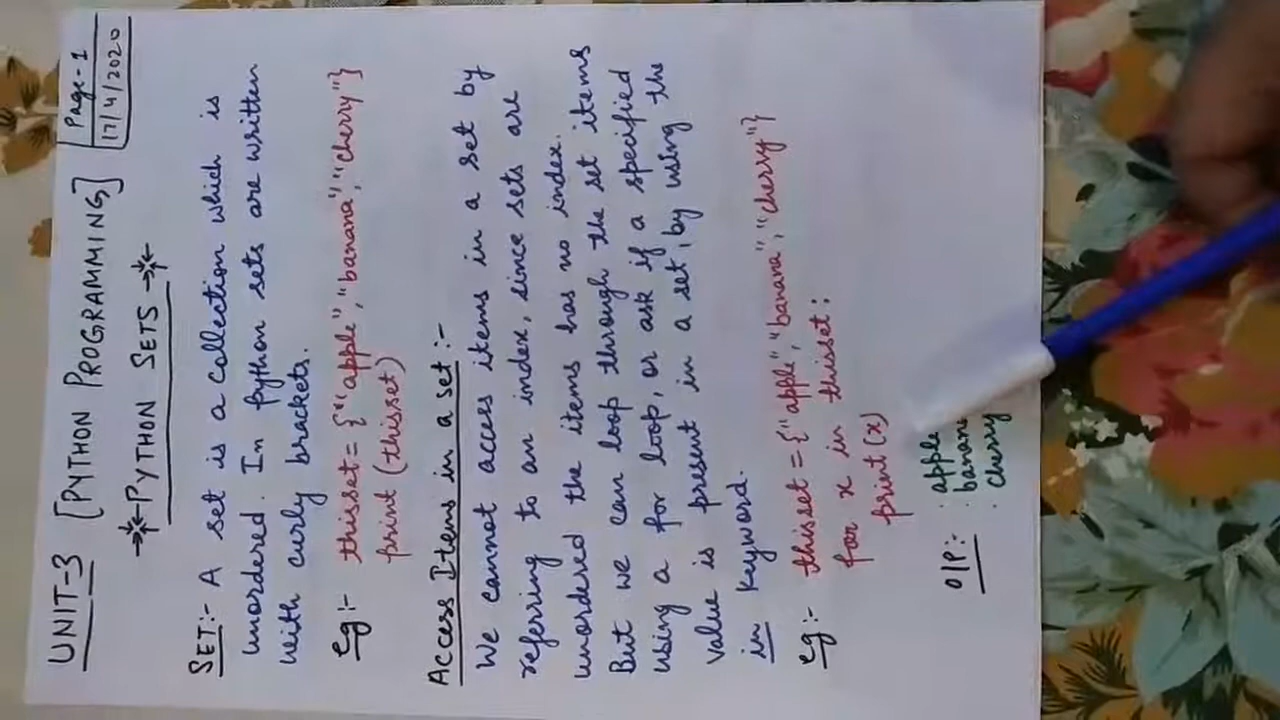 UNIT-3 [PYTHON PROGRAMMING]
Page-1
17/4/2020
PYTHON SETS
SET:- A set is a collection which is
unordered. In Python sets are written
with curly brackets.
eg:- thisset = {"apple", "banana", "cherry"}
print (thisset)
Access Items in a set:-
We cannot access items in a set by
referring to an index, since sets are
unordered the items has no index.
But we can loop through the set items
using a for loop, or ask if a specified
value is present in a set, by using the
in keyword.
eg:- thisset = {"apple", "banana", "cherry"}
for x in thisset:
print (x)
O/P:- apple
banan
cherry